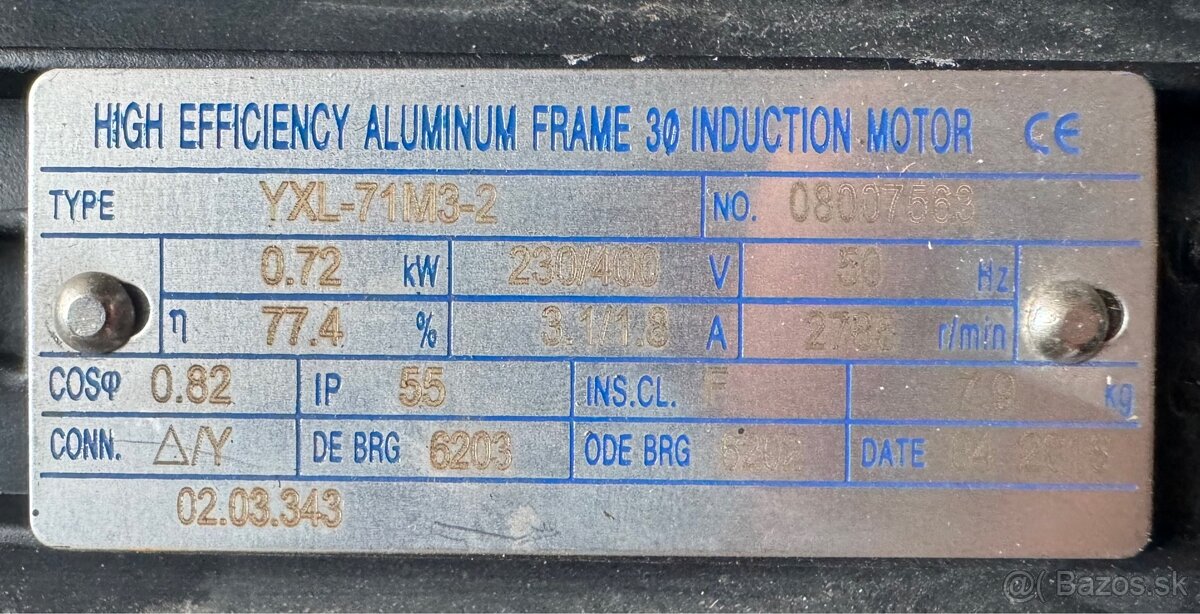 HIGH EFFICIENCY ALUMINUM FRAME 3ø INDUCTION MOTOR CE
TYPE YXL-71M3-2 NO. 08007563
0.72 kW 230/400 V 50 Hz
η 77.4 % 3.1/1.8 A r/min
COSφ 0.82 IP 55 INS.CL. F kg
CONN. △/Y DE BRG 6203 ODE BRG DATE
02.03.343
@( Bazos.sk